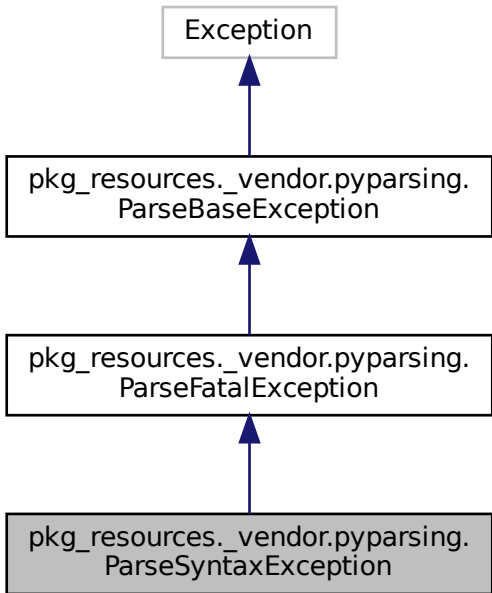 Exception
pkg_resources._vendor.pyparsing.
ParseBaseException
pkg_resources._vendor.pyparsing.
ParseFatalException
pkg_resources._vendor.pyparsing.
ParseSyntaxException